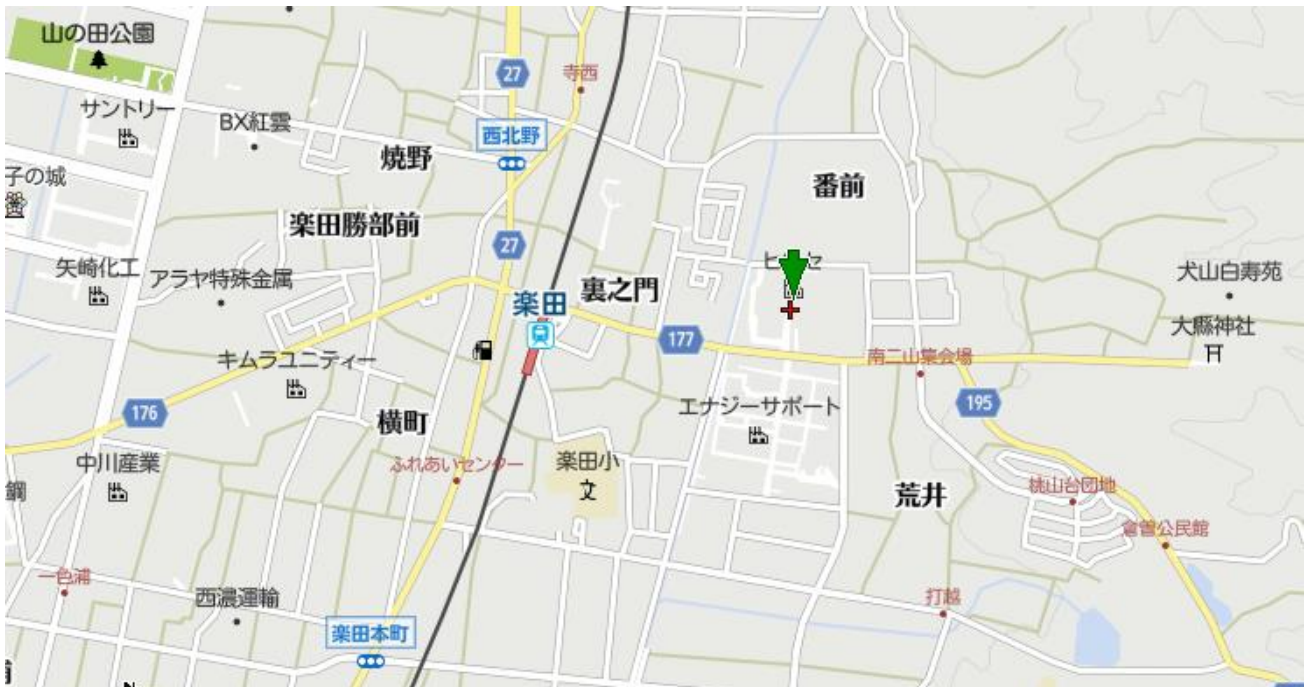 山の田公園
27
寺西
サントリー
BX紅雲
西北野
焼野
子の城
番前
楽田勝部前
27
矢崎化工
アラヤ特殊金属
裏之門
犬山白寿苑
楽田
大縣神社
177
キムラユニティー
南二山集会場
176
195
エナジーサポート
横町
中川産業
ふれあいセンター
楽田小
文
鋼
荒井
桃山台団地
倉曽公民館
一色浦
西濃運輸
打越
楽田本町